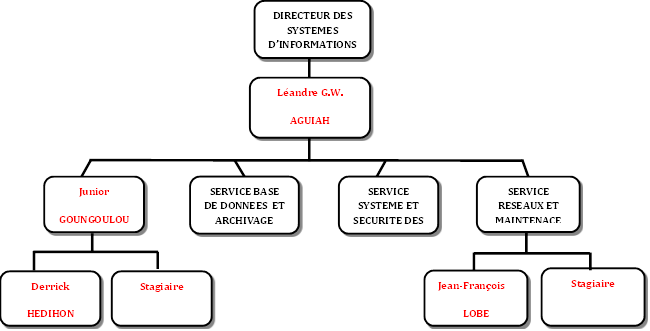 DIRECTEUR DES
SYSTEMES
D'INFORMATIONS
Léandre G.W.
AGUIAH
Junior
GOUNGOULOU
SERVICE BASE
DE DONNEES ET
ARCHIVAGE
SERVICE
SYSTEME ET
SECURITE DES
SERVICE
RESEAUX ET
MAINTENACE
Derrick
HEDIHON
Stagiaire
Jean-François
LOBE
Stagiaire